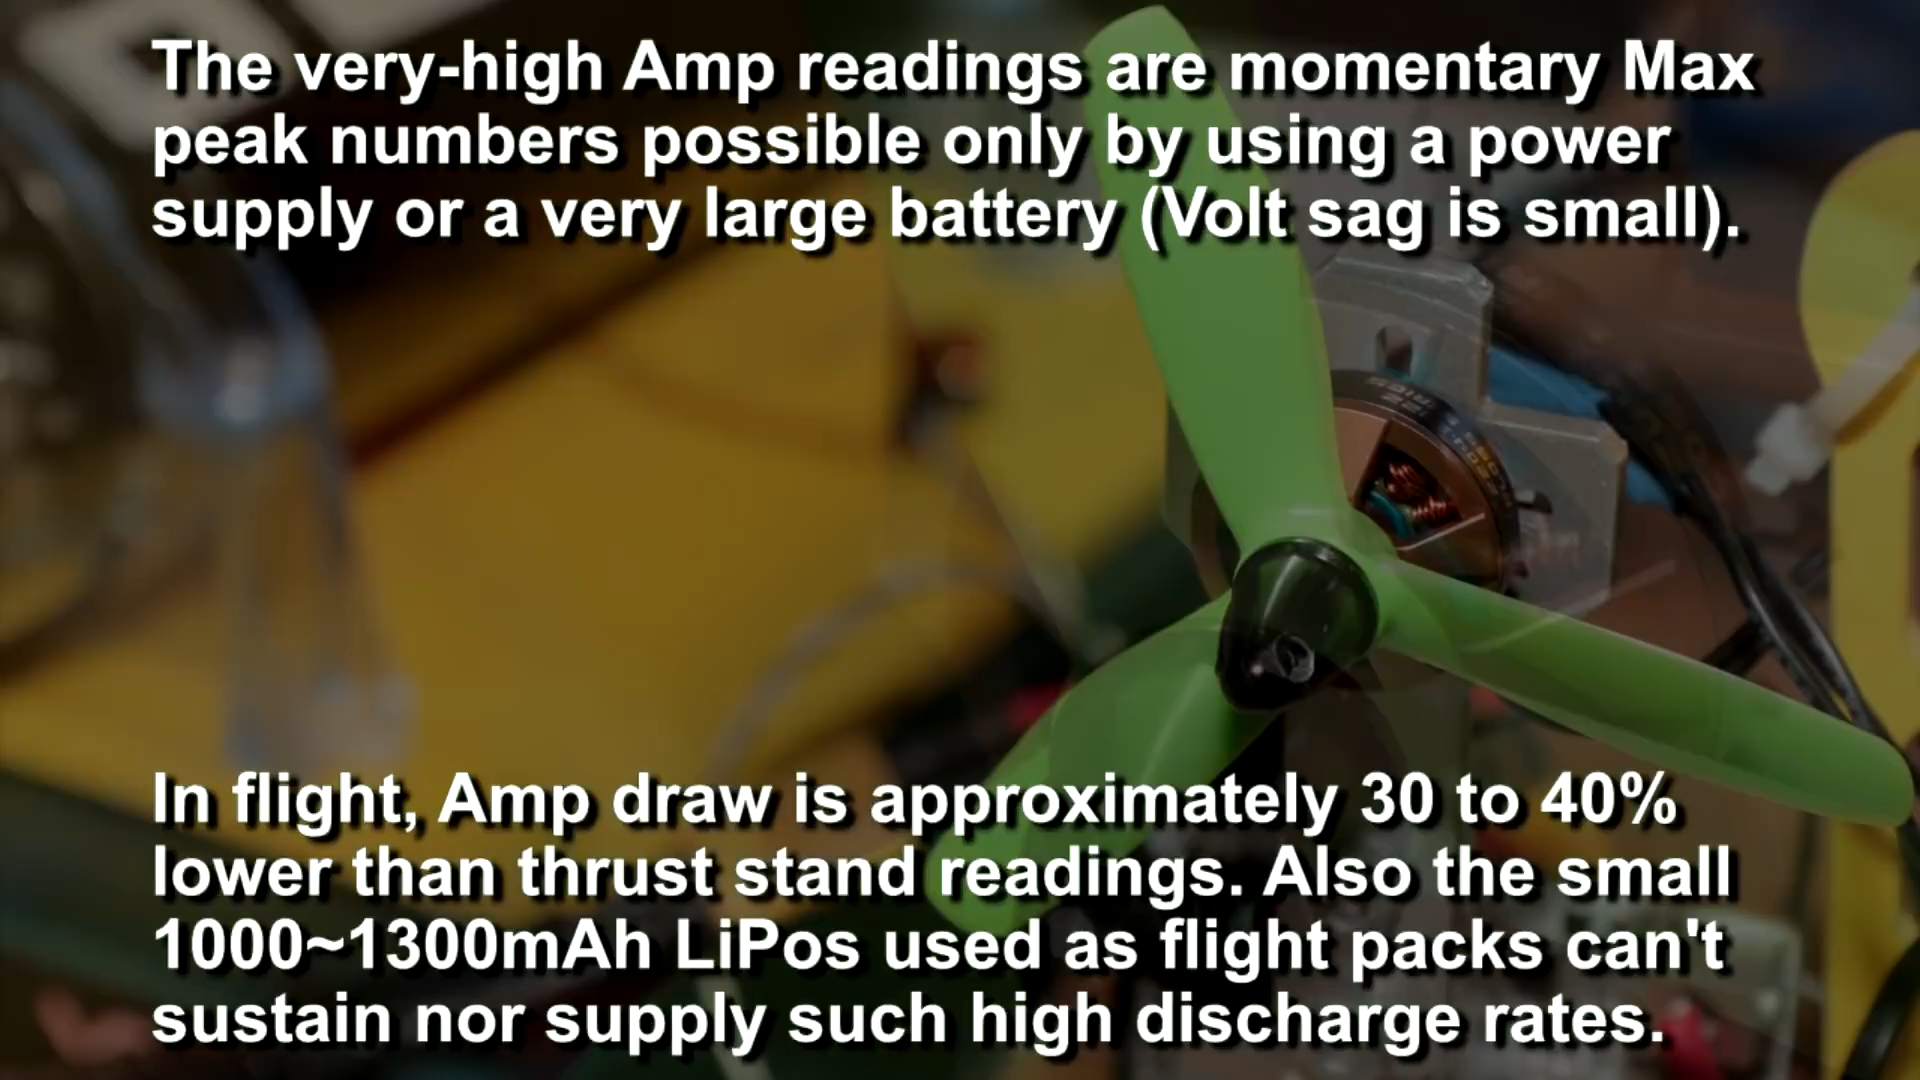 The very-high Amp readings are momentary Max
peak numbers possible only by using a power
supply or a very large battery (Volt sag is small).
In flight, Amp draw is approximately 30 to 40%
lower than thrust stand readings. Also the small
1000~1300mAh LiPos used as flight packs can't
sustain nor supply such high discharge rates.